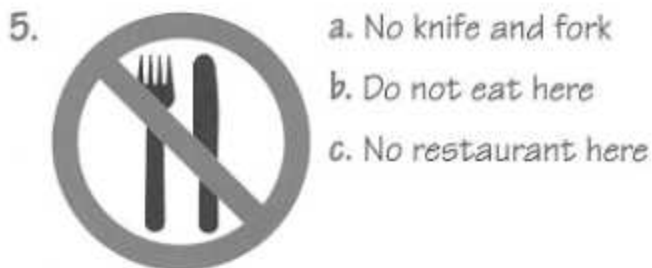 5.
a. No knife and fork
b. Do not eat here
c. No restaurant here